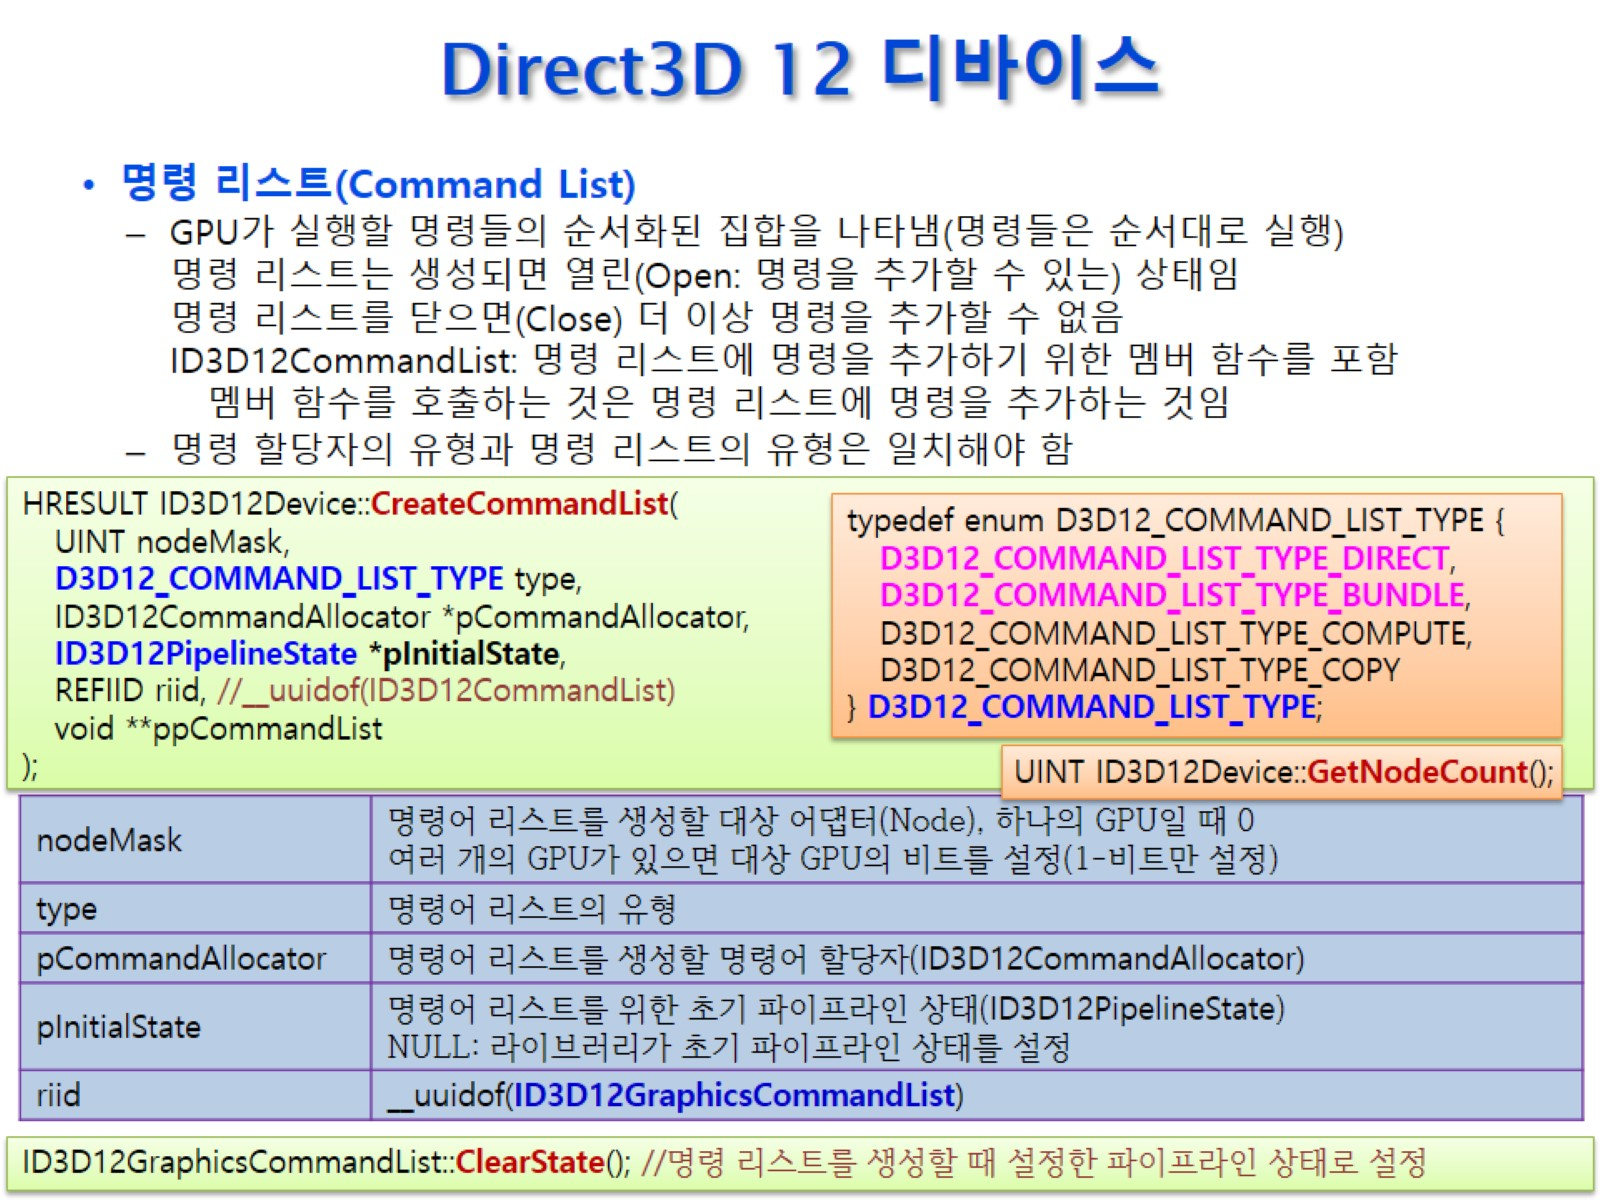 Direct3D 12 디바이스
• 명령 리스트(Command List)
– GPU가 실행할 명령들의 순서화된 집합을 나타냄(명령들은 순서대로 실행)
명령 리스트는 생성되면 열린(Open: 명령을 추가할 수 있는) 상태임
명령 리스트를 닫으면(Close) 더 이상 명령을 추가할 수 없음
ID3D12CommandList: 명령 리스트에 명령을 추가하기 위한 멤버 함수를 포함
멤버 함수를 호출하는 것은 명령 리스트에 명령을 추가하는 것임
– 명령 할당자의 유형과 명령 리스트의 유형은 일치해야 함
HRESULT ID3D12Device::CreateCommandList(
UINT nodeMask,
D3D12_COMMAND_LIST_TYPE type,
ID3D12CommandAllocator *pCommandAllocator,
ID3D12PipelineState *pInitialState,
REFIID riid, //__uuidof(ID3D12CommandList)
void **ppCommandList
);
typedef enum D3D12_COMMAND_LIST_TYPE {
D3D12_COMMAND_LIST_TYPE_DIRECT,
D3D12_COMMAND_LIST_TYPE_BUNDLE,
D3D12_COMMAND_LIST_TYPE_COMPUTE,
D3D12_COMMAND_LIST_TYPE_COPY
} D3D12_COMMAND_LIST_TYPE;
UINT ID3D12Device::GetNodeCount();
nodeMask
명령어 리스트를 생성할 대상 어댑터(Node), 하나의 GPU일 때 0
여러 개의 GPU가 있으면 대상 GPU의 비트를 설정(1-비트만 설정)
type
명령어 리스트의 유형
pCommandAllocator
명령어 리스트를 생성할 명령어 할당자(ID3D12CommandAllocator)
pInitialState
명령어 리스트를 위한 초기 파이프라인 상태(ID3D12PipelineState)
NULL: 라이브러리가 초기 파이프라인 상태를 설정
riid
__uuidof(ID3D12GraphicsCommandList)
ID3D12GraphicsCommandList::ClearState(); //명령 리스트를 생성할 때 설정한 파이프라인 상태로 설정